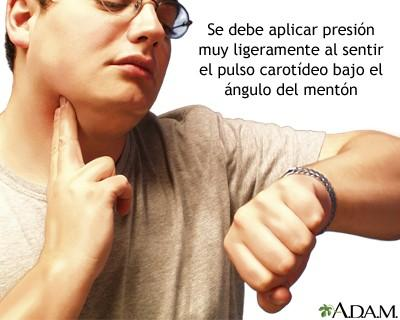 Se debe aplicar presión
muy ligeramente al sentir
el pulso carotídeo bajo el
ángulo del mentón
A.D.A.M.